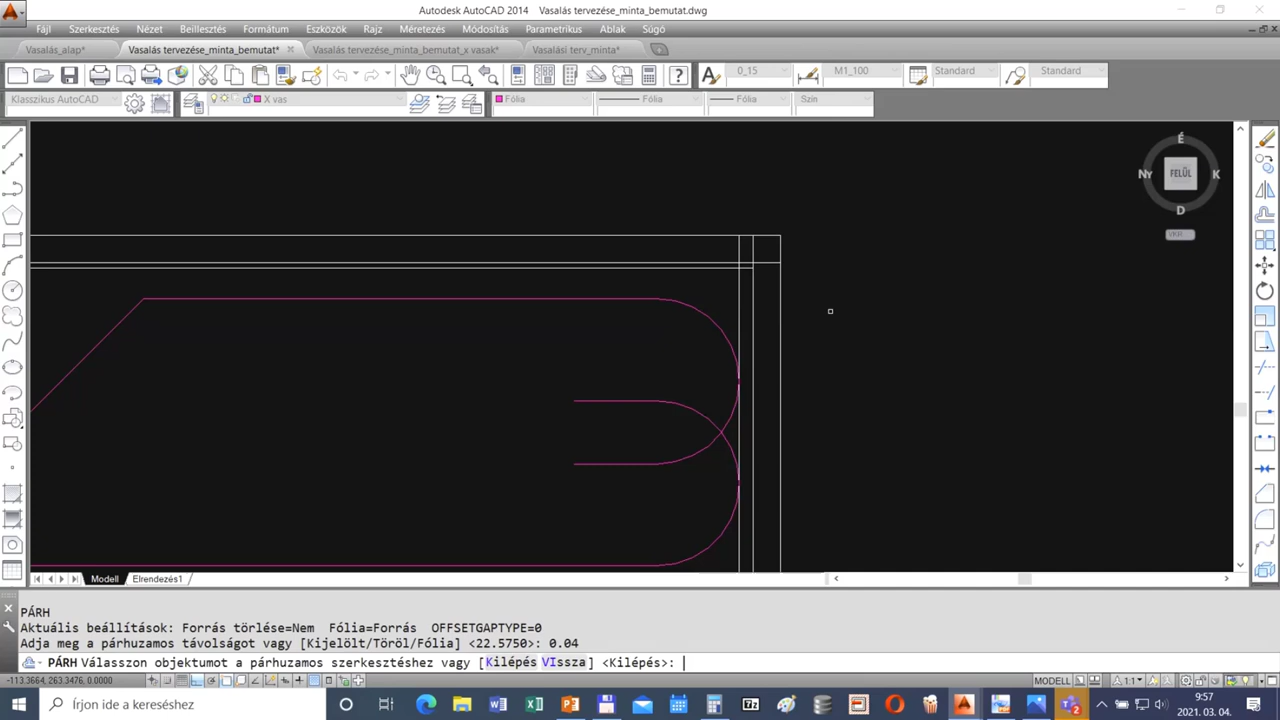 Autodesk AutoCAD 2014 Vasalás tervezése_minta_bemutat.dwg
Fájl Szerkesztés Nézet Beillesztés Formátum Eszközök Rajz Méretezés Módosítás Parametrikus Ablak Súgó
Vasalás_alap* Vasalás tervezése_minta_bemutat* Vasalás tervezése_minta_bemutat_x vasak* Vasalási terv_minta*
0_15 M1_100 Standard Standard
Klasszikus AutoCAD X vas Fólia Fólia Fólia Szín
É
NY FELÜL K
D
VKR
Modell Elrendezés1
PÁRH
Aktuális beállítások: Forrás törlése=Nem Fólia=Forrás OFFSETGAPTYPE=0
Adja meg a párhuzamos távolságot vagy [Kijelölt/Töröl/Fólia] <22.5750>: 0.04
PÁRH Válasszon objektumot a párhuzamos szerkesztéshez vagy [Kilépés VIssza] <Kilépés>:
-113.3664, 263.3476, 0.0000 MODELL 1:1
Írjon ide a kereséshez 9:57
2021. 03. 04.